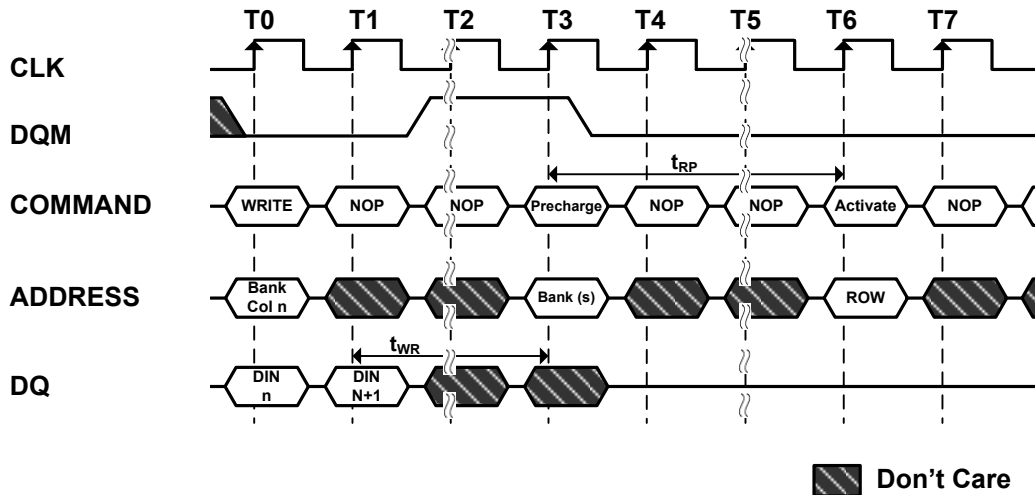 T0 T1 T2 T3 T4 T5 T6 T7
CLK
DQM
tRP
COMMAND WRITE NOP NOP Precharge NOP NOP Activate NOP
ADDRESS Bank Col n Bank (s) ROW
tWR
DQ DIN n DIN N+1
Don't Care